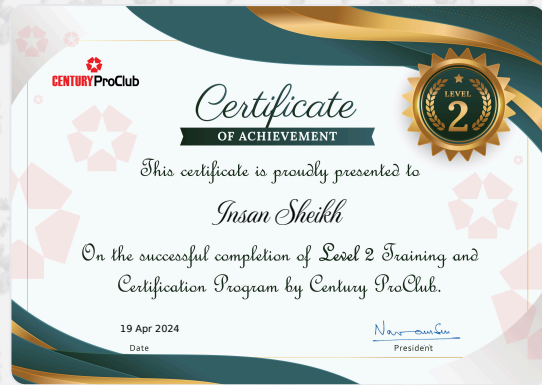 CENTURY ProClub
LEVEL
2
Certificate
OF ACHIEVEMENT
This certificate is proudly presented to
Insan Sheikh
On the successful completion of Level 2 Training and
Certification Program by Century ProClub.
19 Apr 2024
Date
President